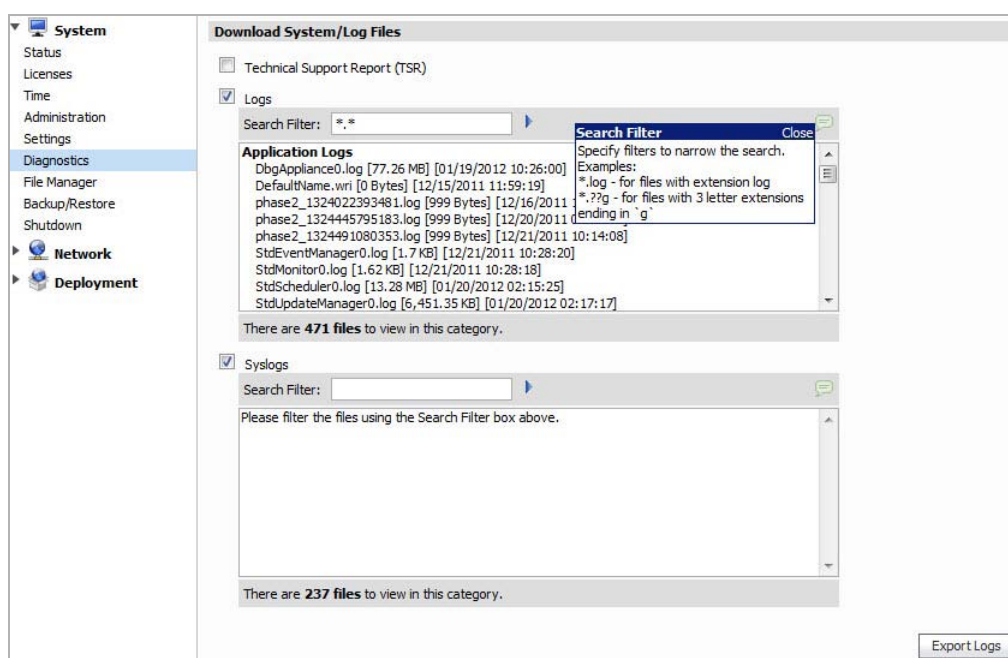 System
Status
Licenses
Time
Administration
Settings
Diagnostics
File Manager
Backup/Restore
Shutdown
Network
Deployment
Download System/Log Files
Technical Support Report (TSR)
Logs
Search Filter: *.*
Application Logs
DbgAppliance0.log [77.26 MB] [01/19/2012 10:26:00]
DefaultName.wri [0 Bytes] [12/15/2011 11:59:19]
phase2_1324022393481.log [999 Bytes] [12/16/2011
phase2_1324445795183.log [999 Bytes] [12/20/2011
phase2_1324491080353.log [999 Bytes] [12/21/2011 10:14:08]
StdEventManager0.log [1.7 KB] [12/21/2011 10:28:20]
StdMonitor0.log [1.62 KB] [12/21/2011 10:28:18]
StdScheduler0.log [13.28 MB] [01/20/2012 02:15:25]
StdUpdateManager0.log [6,451.35 KB] [01/20/2012 02:17:17]
Search Filter Close
Specify filters to narrow the search.
Examples:
*.log - for files with extension log
*.??g - for files with 3 letter extensions
ending in `g`
There are 471 files to view in this category.
Syslogs
Search Filter:
Please filter the files using the Search Filter box above.
There are 237 files to view in this category.
Export Logs